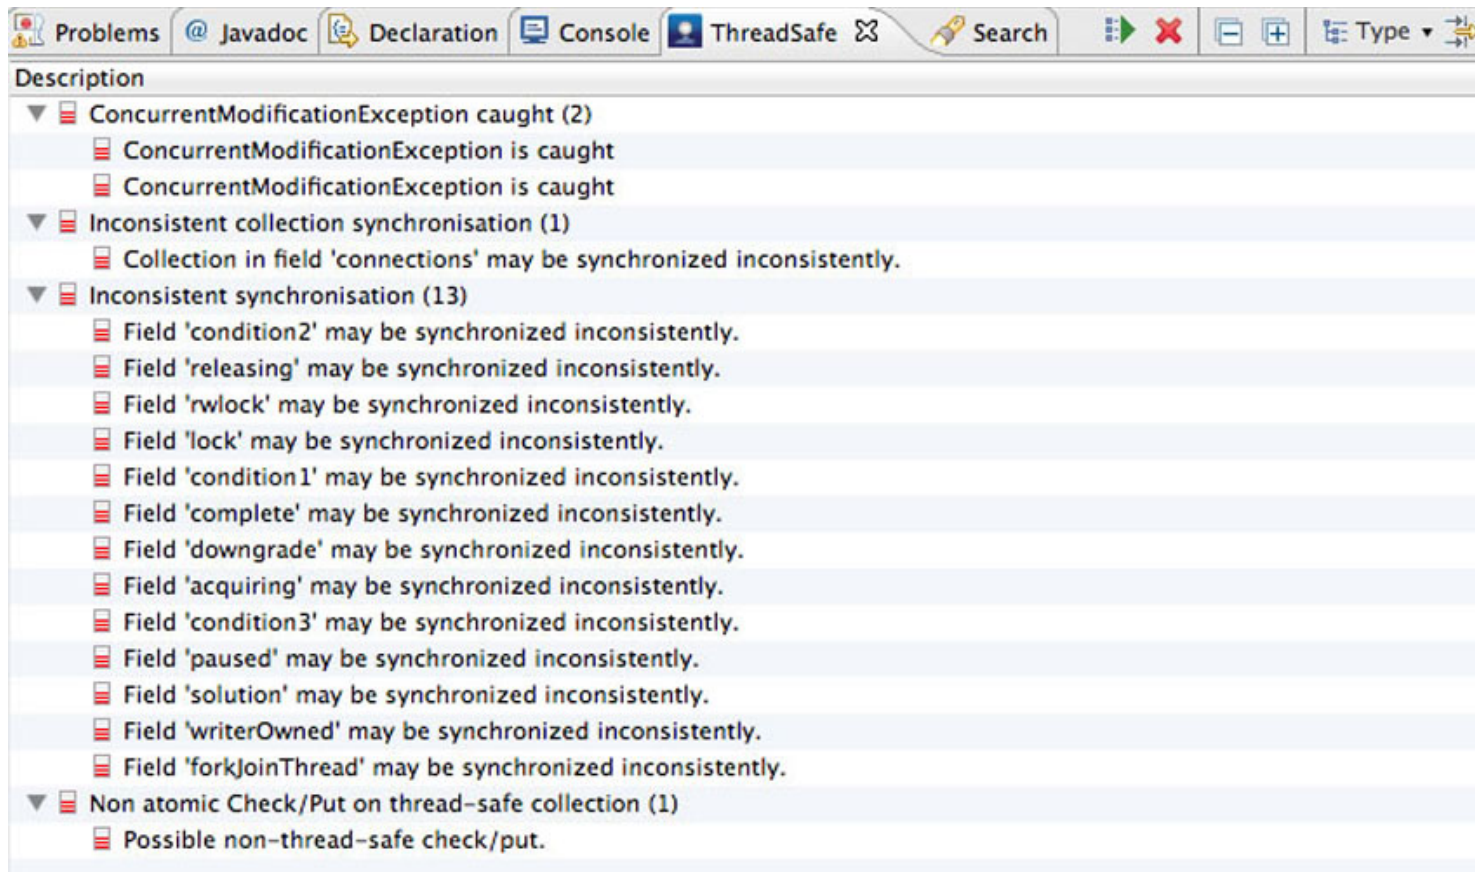 Problems @ Javadoc Declaration Console ThreadSafe Search Type
Description
ConcurrentModificationException caught (2)
ConcurrentModificationException is caught
ConcurrentModificationException is caught
Inconsistent collection synchronisation (1)
Collection in field 'connections' may be synchronized inconsistently.
Inconsistent synchronisation (13)
Field 'condition2' may be synchronized inconsistently.
Field 'releasing' may be synchronized inconsistently.
Field 'rwlock' may be synchronized inconsistently.
Field 'lock' may be synchronized inconsistently.
Field 'condition1' may be synchronized inconsistently.
Field 'complete' may be synchronized inconsistently.
Field 'downgrade' may be synchronized inconsistently.
Field 'acquiring' may be synchronized inconsistently.
Field 'condition3' may be synchronized inconsistently.
Field 'paused' may be synchronized inconsistently.
Field 'solution' may be synchronized inconsistently.
Field 'writerOwned' may be synchronized inconsistently.
Field 'forkJoinThread' may be synchronized inconsistently.
Non atomic Check/Put on thread-safe collection (1)
Possible non-thread-safe check/put.